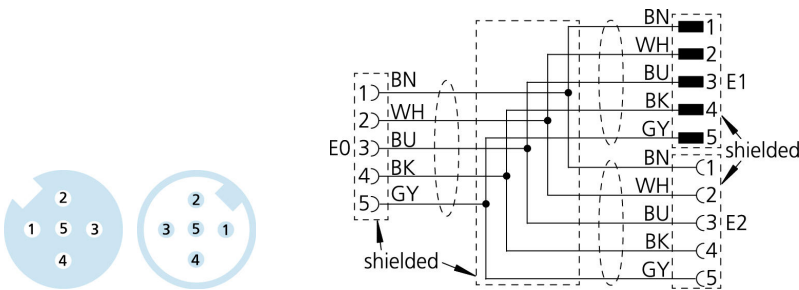 2
1 5 3
4
2
3 5 1
4
E0
1 BN
2 WH
3 BU
4 BK
5 GY
shielded
BN 1
WH 2
BU 3
BK 4
GY 5
E1
shielded
BN 1
WH 2
BU 3
BK 4
GY 5
E2